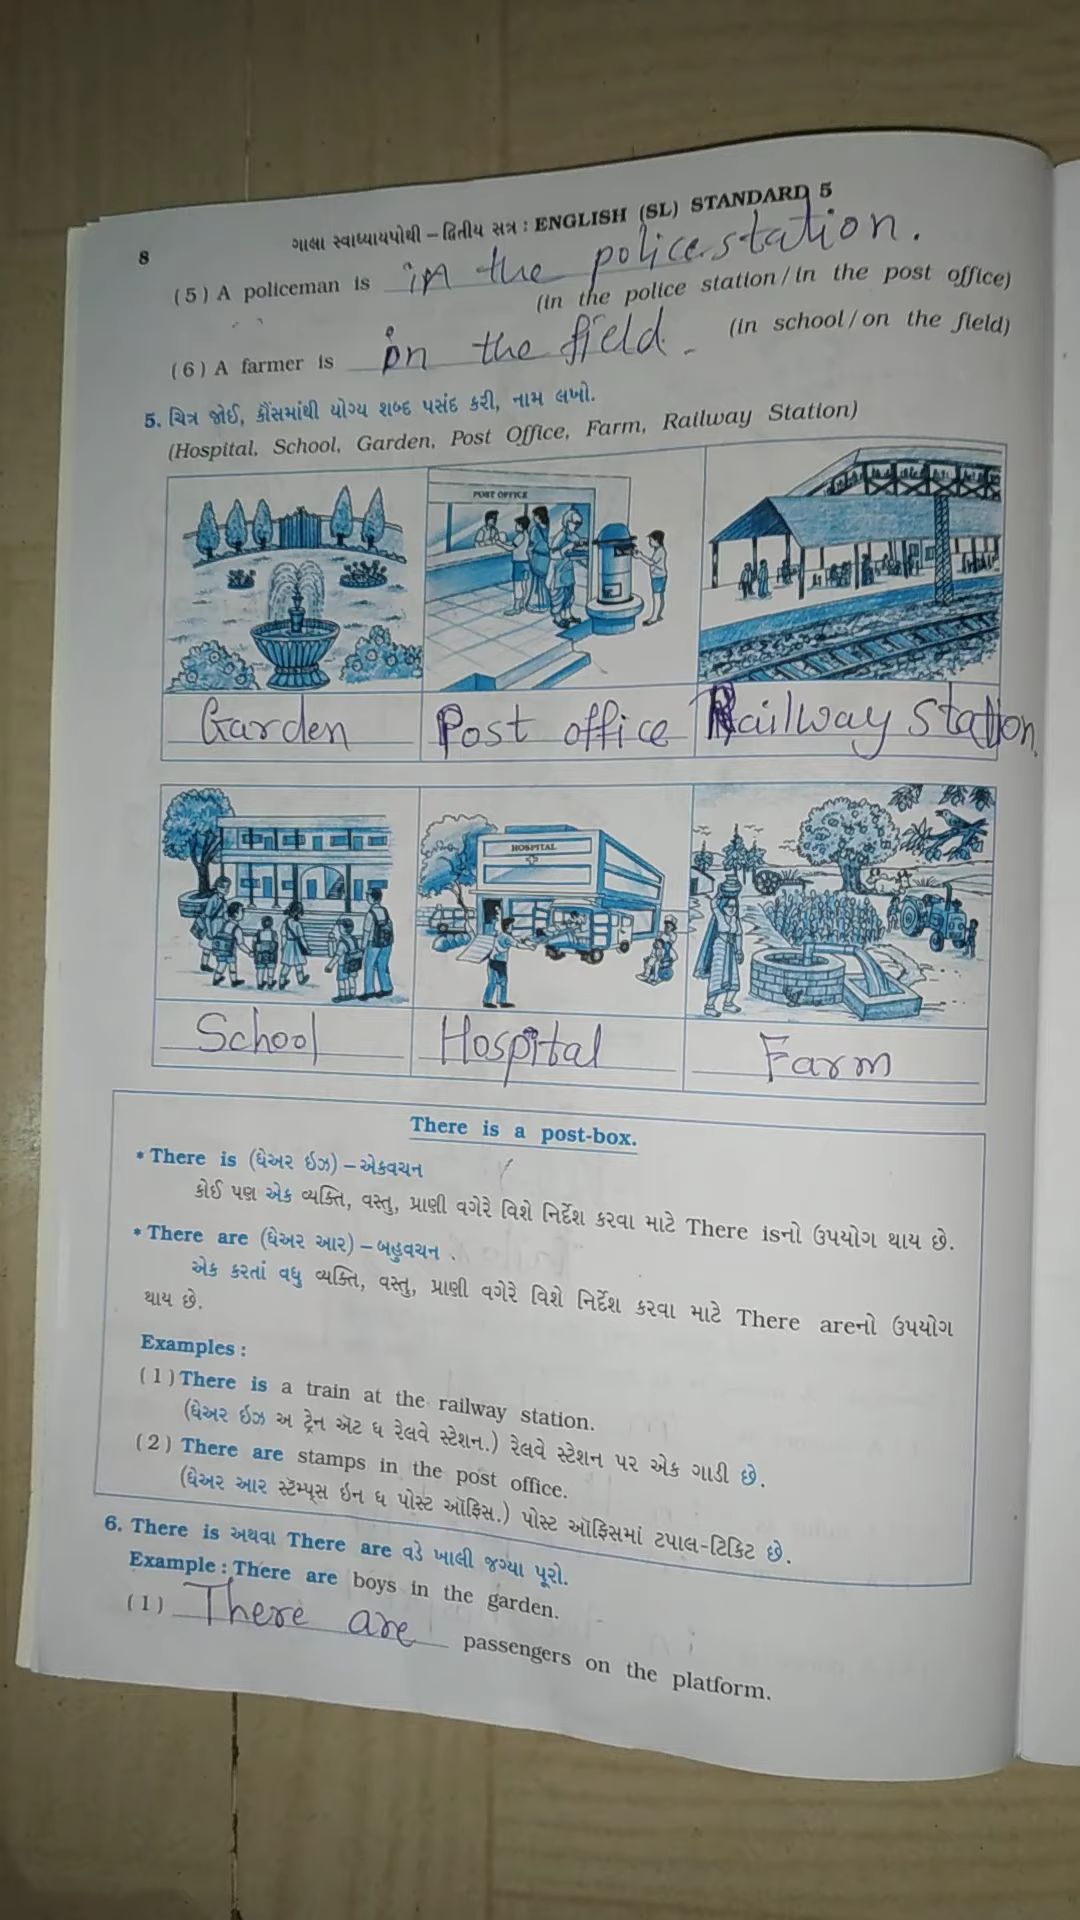 8
ગાલા સ્વાધ્યાયપોથી – દ્વિતીય સત્ર : ENGLISH (SL) STANDARD 5
(5) A policeman is in the police station.
(in the police station/in the post office)
(6) A farmer is in the field.
(in school/on the field)
5. ચિત્ર જોઈ, કૌંસમાંથી યોગ્ય શબ્દ પસંદ કરી, નામ લખો.
(Hospital, School, Garden, Post Office, Farm, Railway Station)
POST OFFICE
Garden Post office Railway station
HOSPITAL
School Hospital Farm
There is a post-box.
* There is (ધેઅર ઇઝ) – એકવચન
કોઈ પણ એક વ્યક્તિ, વસ્તુ, પ્રાણી વગેરે વિશે નિર્દેશ કરવા માટે There isનો ઉપયોગ થાય છે.
* There are (ધેઅર આર) – બહુવચન .
એક કરતાં વધુ વ્યક્તિ, વસ્તુ, પ્રાણી વગેરે વિશે નિર્દેશ કરવા માટે There areનો ઉપયોગ
થાય છે.
Examples :
(1) There is a train at the railway station.
(ધેઅર ઇઝ અ ટ્રેન ઍટ ધ રેલવે સ્ટેશન.) રેલવે સ્ટેશન પર એક ગાડી છે.
(2) There are stamps in the post office.
(ધેઅર આર સ્ટૅમ્પ્સ ઇન ધ પોસ્ટ ઑફિસ.) પોસ્ટ ઑફિસમાં ટપાલ-ટિકિટ છે.
6. There is અથવા There are વડે ખાલી જગ્યા પૂરો.
Example : There are boys in the garden.
(1) There are passengers on the platform.